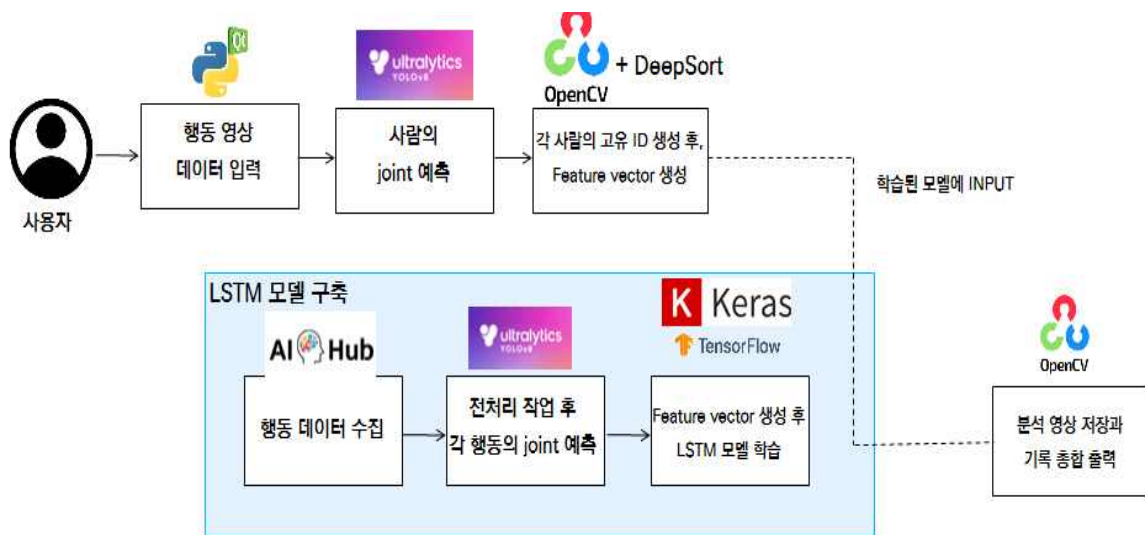 Qt
ultralytics
YOLOv8
OpenCV
+ DeepSort
사용자
행동 영상
데이터 입력
사람의
joint 예측
각 사람의 고유 ID 생성 후,
Feature vector 생성
학습된 모델에 INPUT
LSTM 모델 구축
AI Hub
행동 데이터 수집
ultralytics
YOLOv8
전처리 작업 후
각 행동의 joint 예측
K Keras
TensorFlow
Feature vector 생성 후
LSTM 모델 학습
OpenCV
분석 영상 저장과
기록 총합 출력